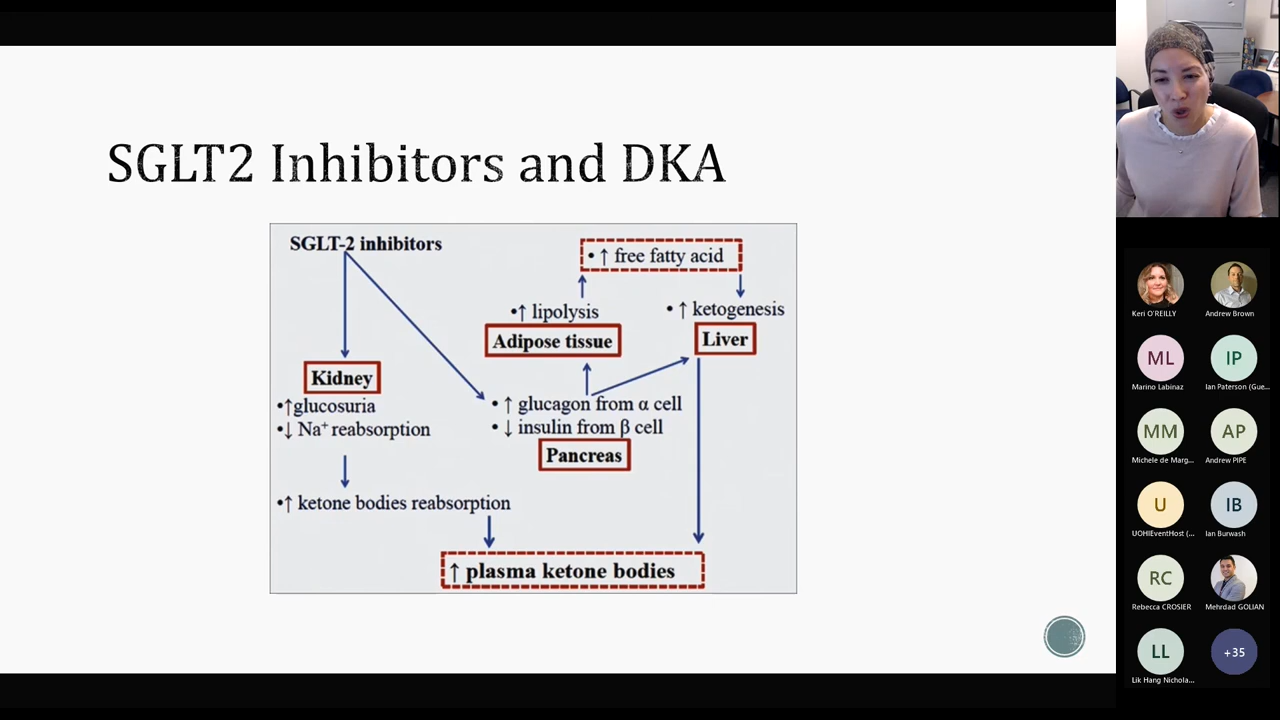 SGLT2 Inhibitors and DKA
SGLT-2 inhibitors
• ↑ free fatty acid
•↑ lipolysis
• ↑ ketogenesis
Adipose tissue
Liver
Kidney
•↑glucosuria
•↓ Na⁺ reabsorption
• ↑ glucagon from α cell
• ↓ insulin from β cell
Pancreas
•↑ ketone bodies reabsorption
↑ plasma ketone bodies
Keri O'REILLY
Andrew Brown
ML
IP
Marino Labinaz
Ian Paterson (Gue...
MM
AP
Michele de Marg...
Andrew PIPE
U
IB
UOHIEventHost (...
Ian Burwash
RC
Rebecca CROSIER
Mehrdad GOLIAN
LL
+35
Lik Hang Nichola...